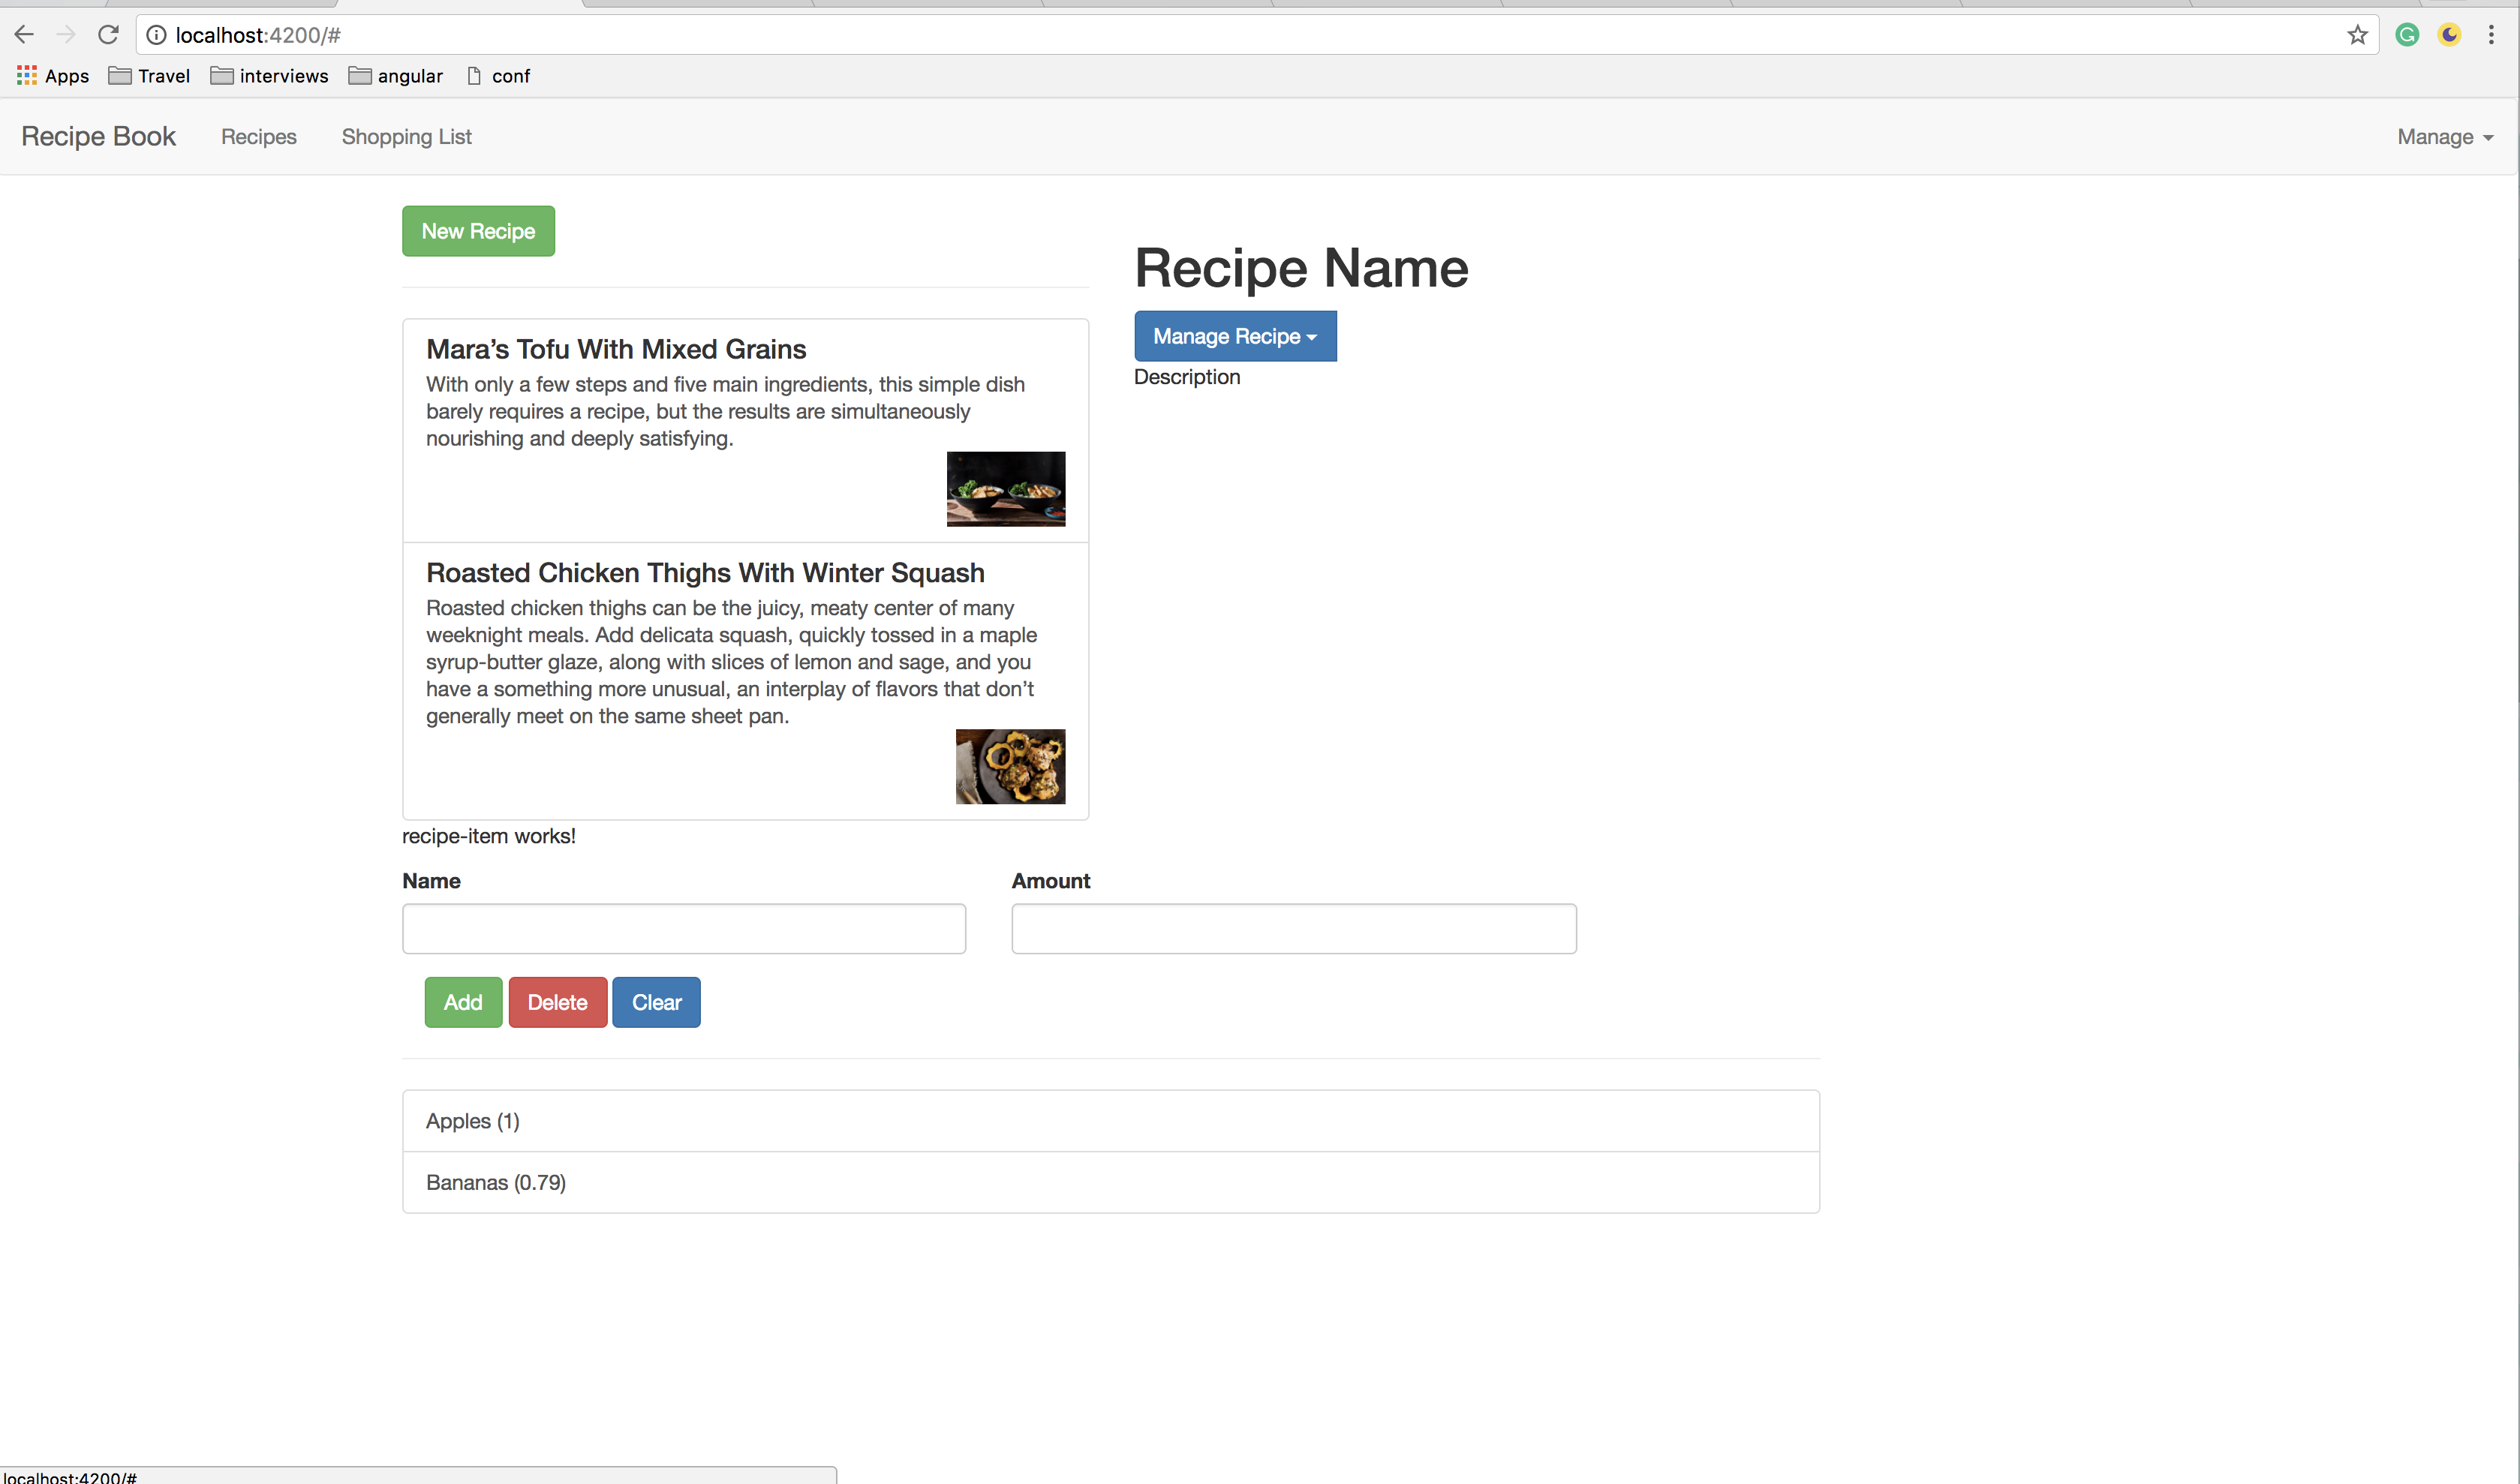 localhost:4200/#
Apps Travel interviews angular conf
Recipe Book Recipes Shopping List Manage
New Recipe
Mara’s Tofu With Mixed Grains
With only a few steps and five main ingredients, this simple dish
barely requires a recipe, but the results are simultaneously
nourishing and deeply satisfying.
Roasted Chicken Thighs With Winter Squash
Roasted chicken thighs can be the juicy, meaty center of many
weeknight meals. Add delicata squash, quickly tossed in a maple
syrup-butter glaze, along with slices of lemon and sage, and you
have a something more unusual, an interplay of flavors that don’t
generally meet on the same sheet pan.
recipe-item works!
Recipe Name
Manage Recipe
Description
Name Amount
Add Delete Clear
Apples (1)
Bananas (0.79)
localhost:4200/#